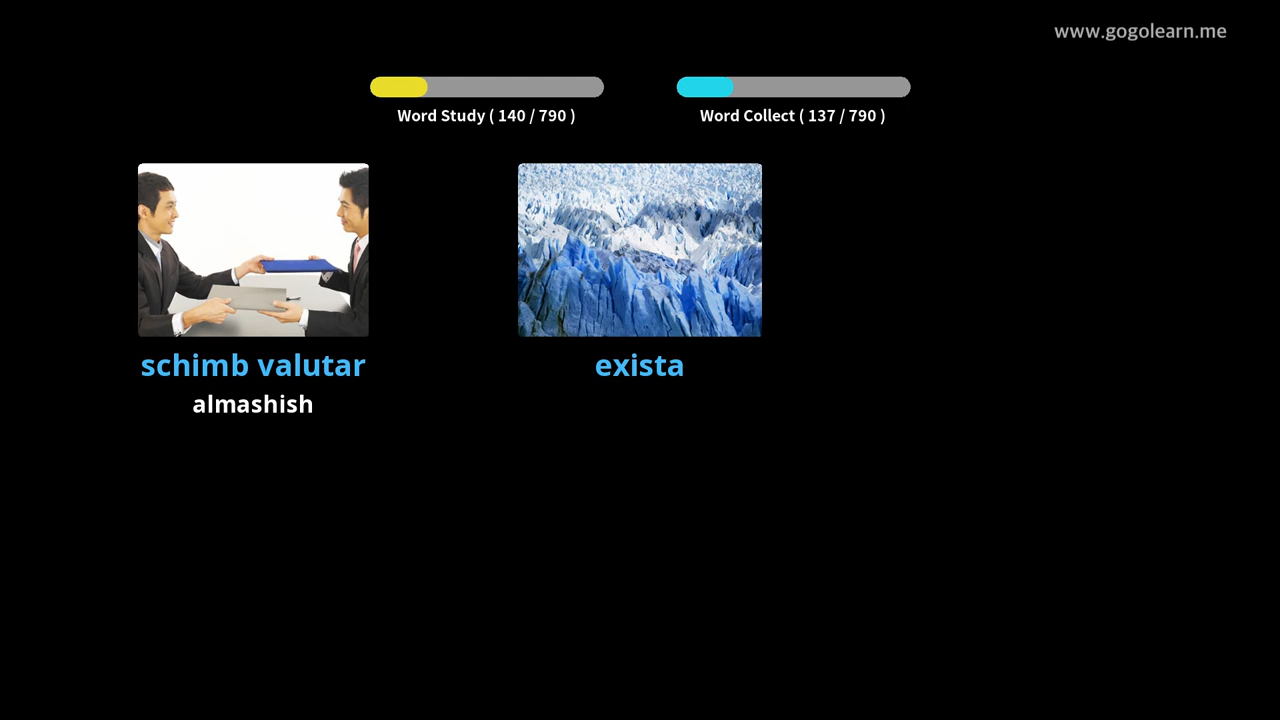 www.gogolearn.me
Word Study ( 140 / 790 )
Word Collect ( 137 / 790 )
schimb valutar
almashish
exista